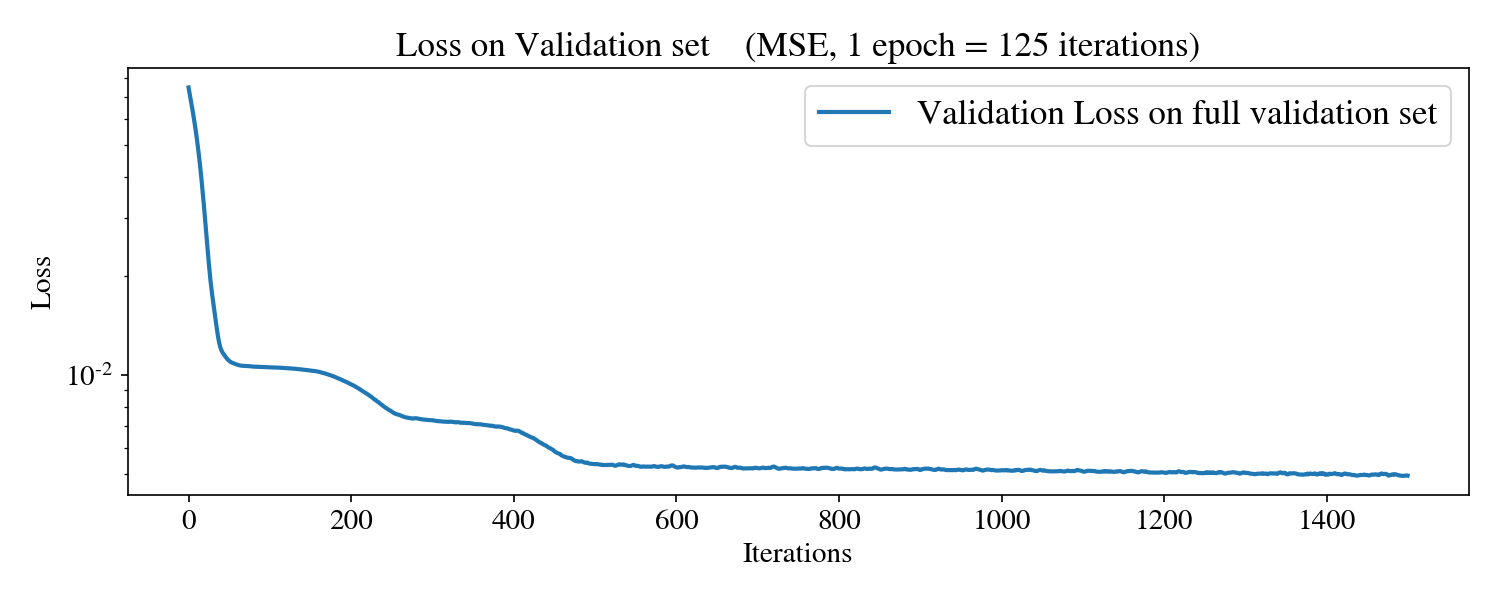 Loss on Validation set (MSE, 1 epoch = 125 iterations)
Validation Loss on full validation set
Loss
10-2
0 200 400 600 800 1000 1200 1400
Iterations